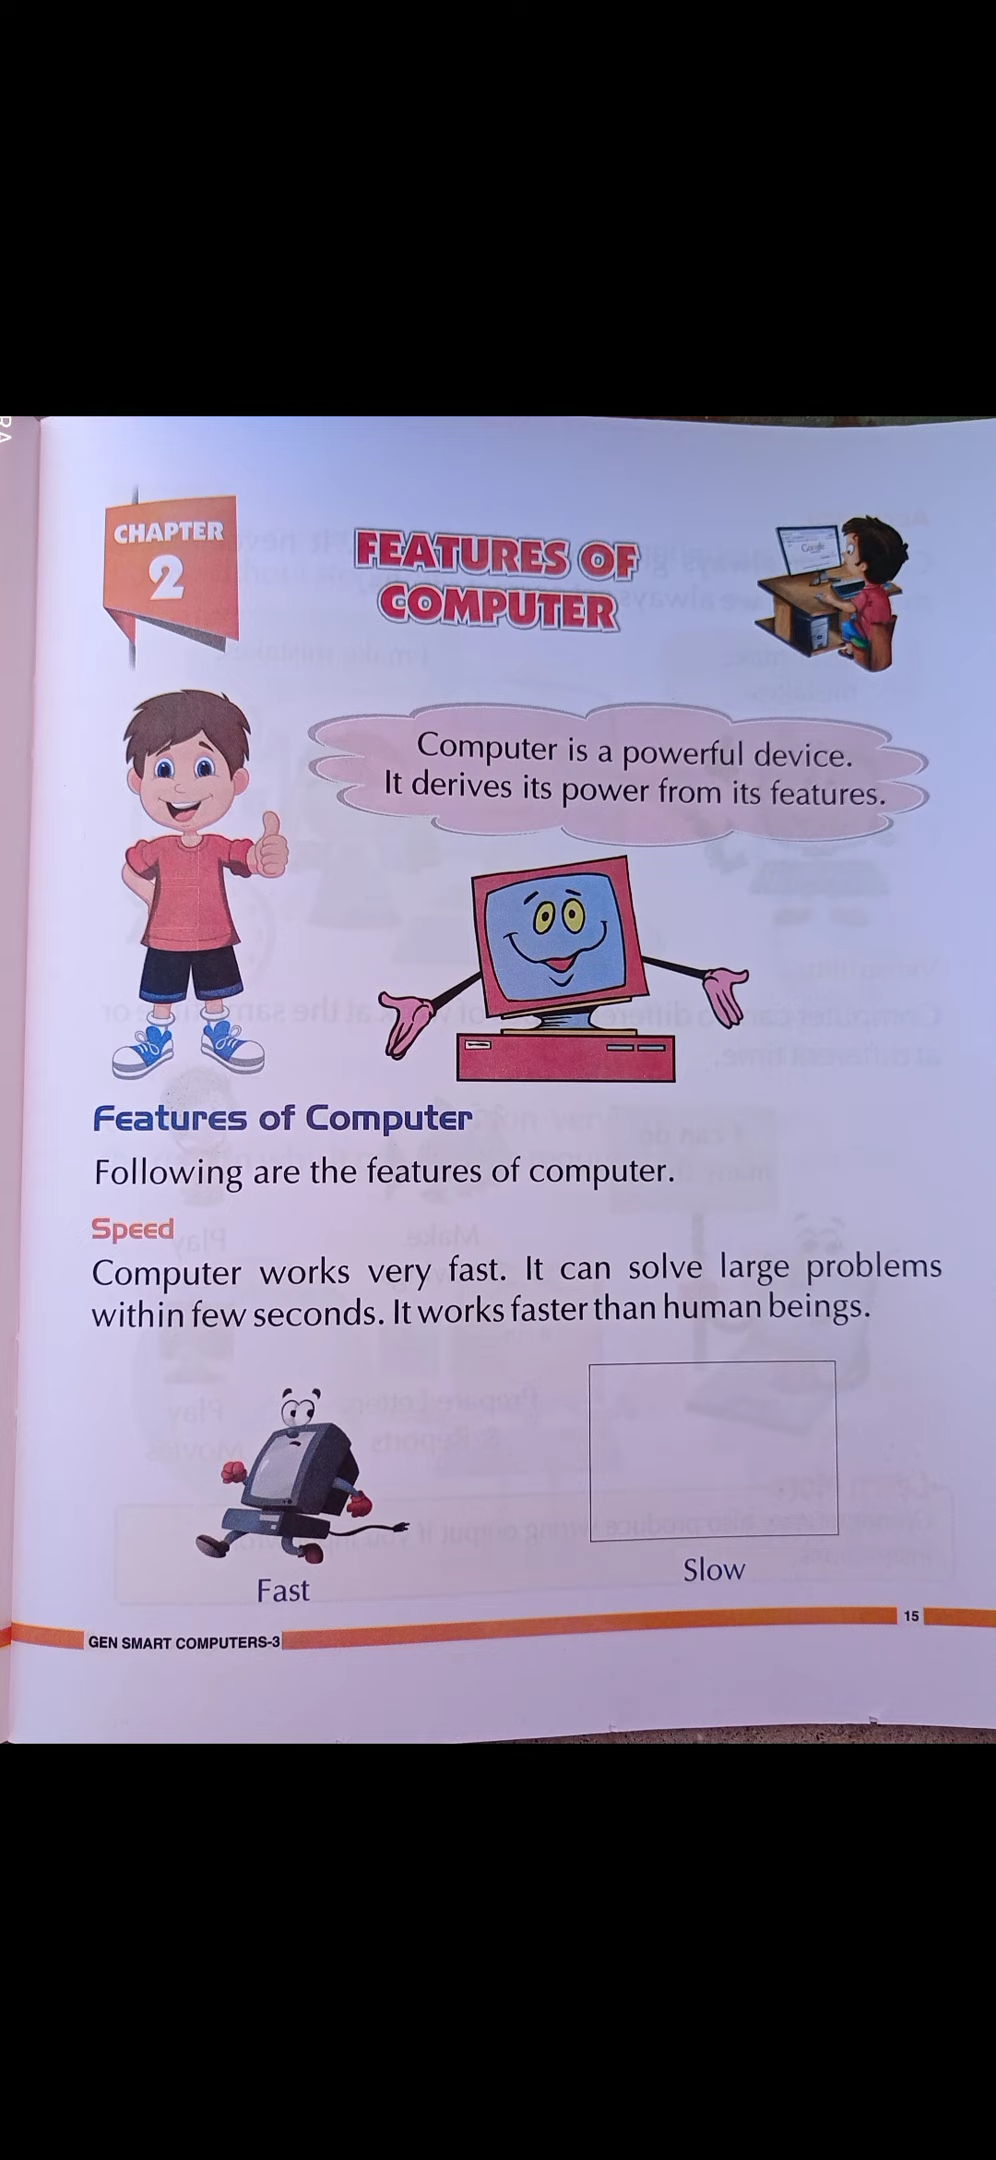 CHAPTER
2
FEATURES OF
COMPUTER
Google
Computer is a powerful device.
It derives its power from its features.
Features of Computer
Following are the features of computer.
Speed
Computer works very fast. It can solve large problems
within few seconds. It works faster than human beings.
Fast
Slow
15
GEN SMART COMPUTERS-3